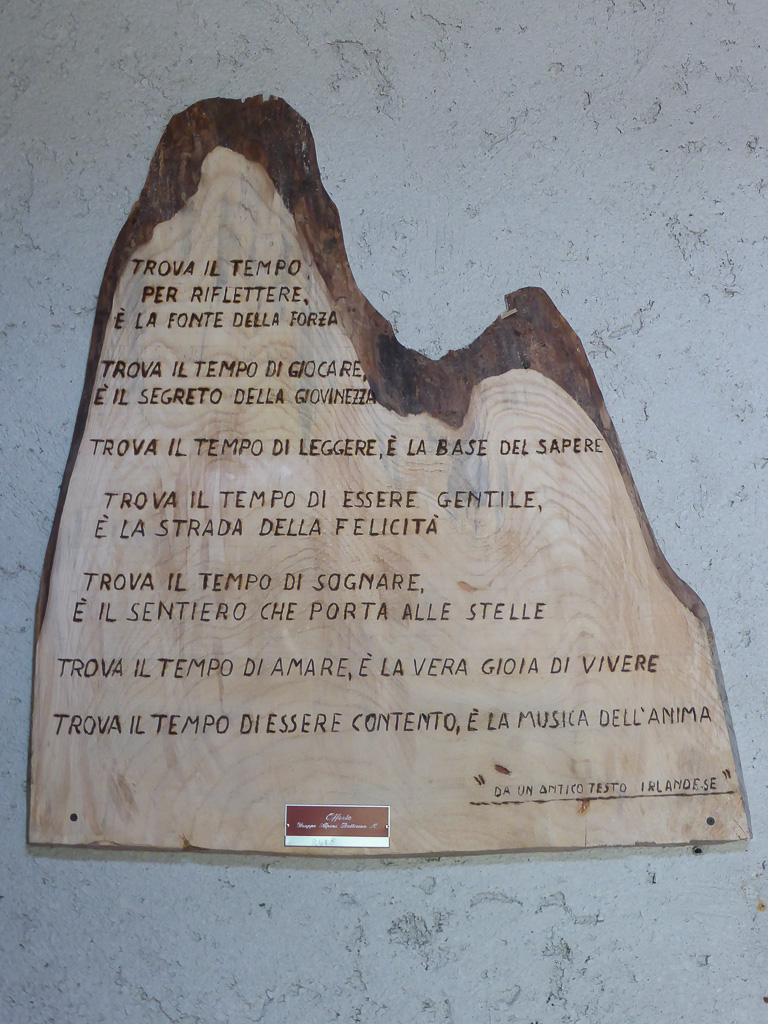 TROVA IL TEMPO
PER RIFLETTERE,
È LA FONTE DELLA FORZA
TROVA IL TEMPO DI GIOCARE,
È IL SEGRETO DELLA GIOVINEZZA
TROVA IL TEMPO DI LEGGERE, È LA BASE DEL SAPERE
TROVA IL TEMPO DI ESSERE GENTILE,
È LA STRADA DELLA FELICITÀ
TROVA IL TEMPO DI SOGNARE,
È IL SENTIERO CHE PORTA ALLE STELLE
TROVA IL TEMPO DI AMARE, È LA VERA GIOIA DI VIVERE
TROVA IL TEMPO DI ESSERE CONTENTO, È LA MUSICA DELL'ANIMA
"DA UN ANTICO TESTO IRLANDESE"
Offerto
Gruppo Alpini